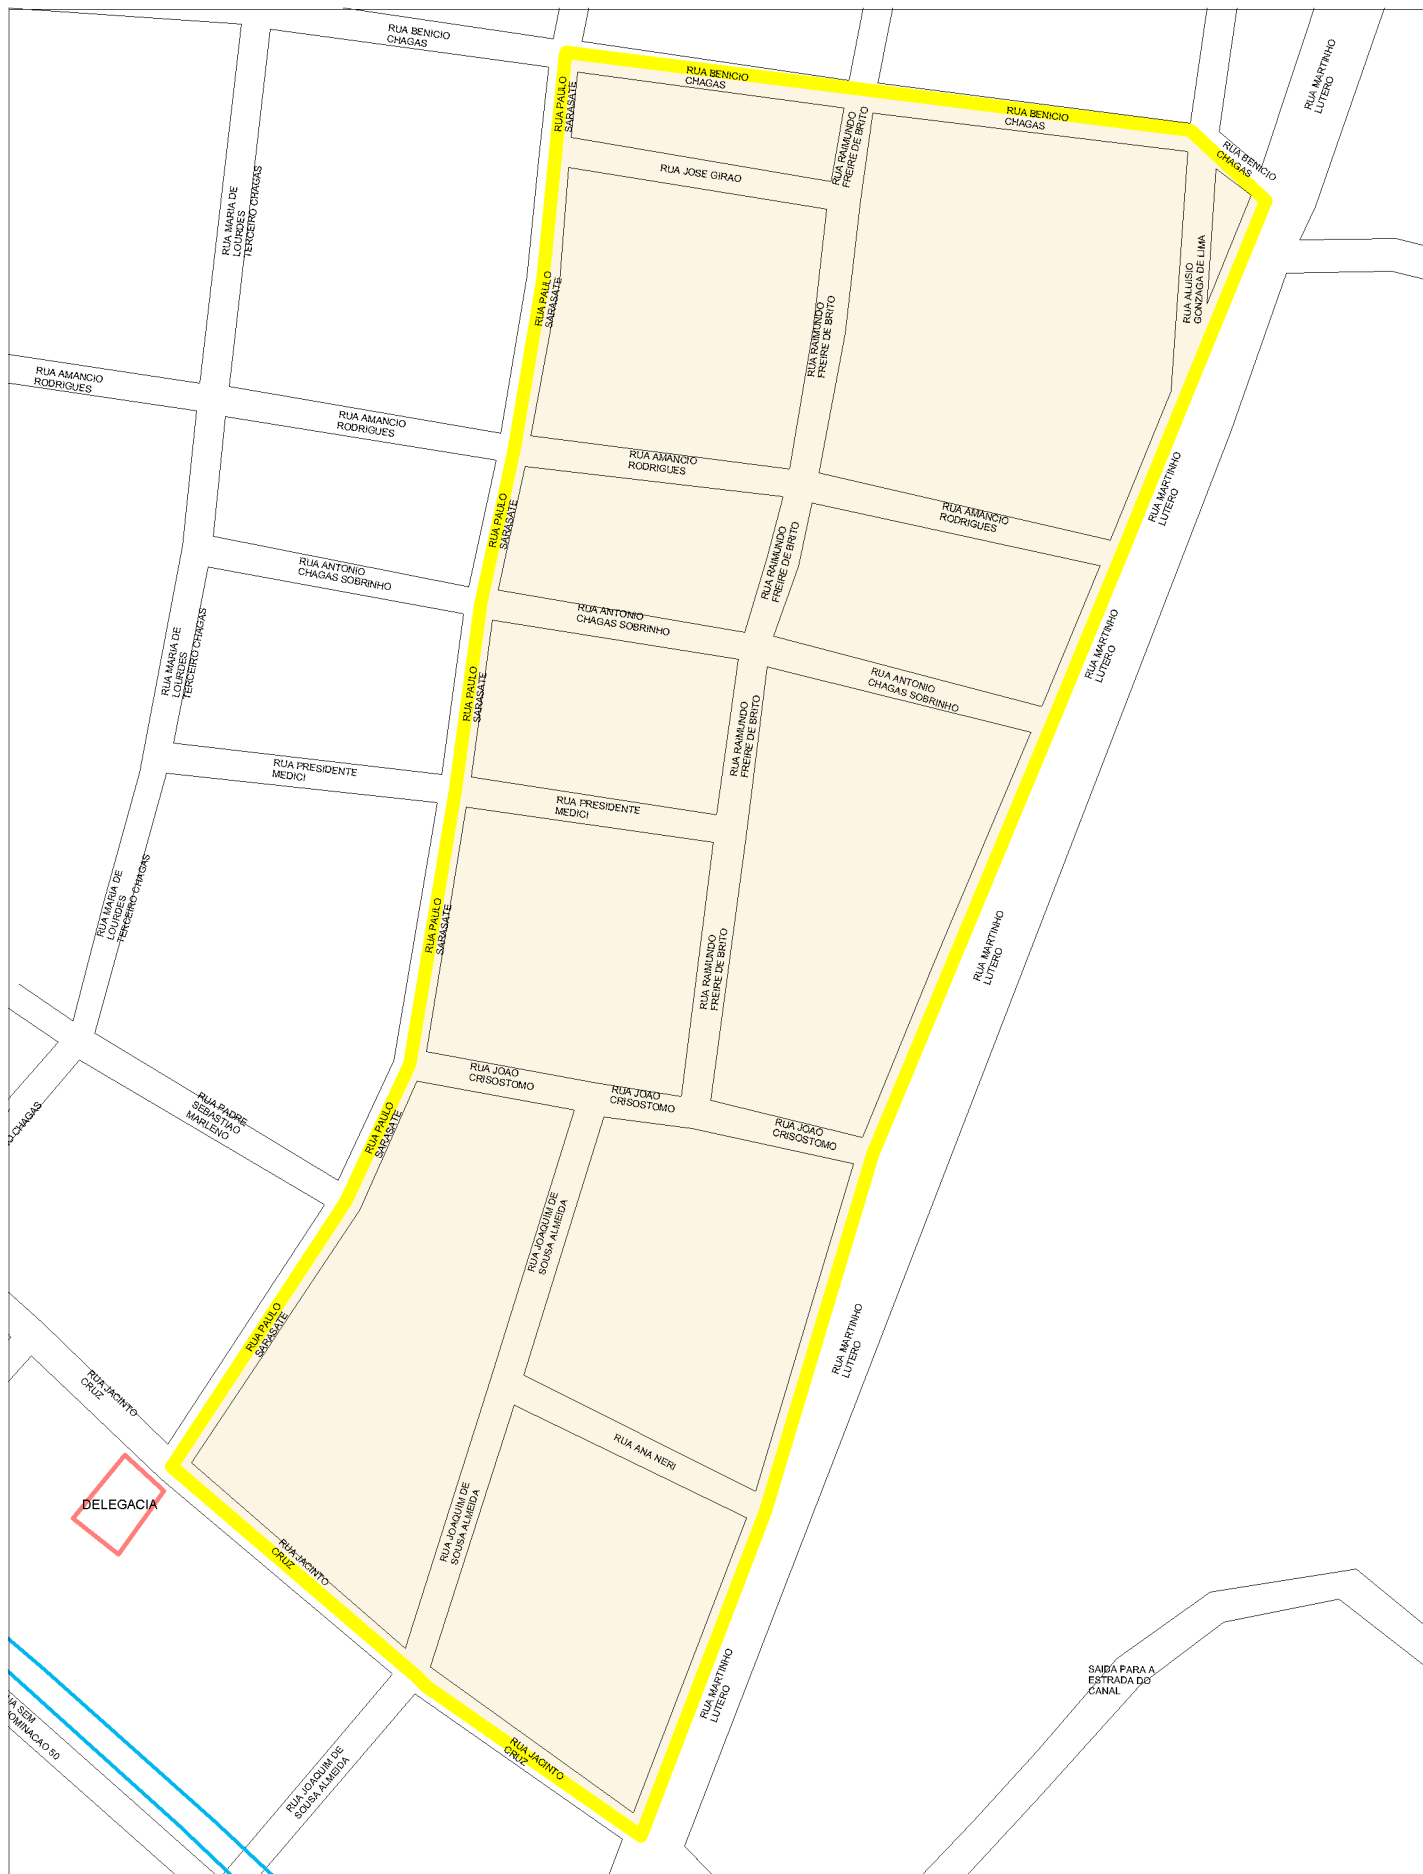 RUA BENICIO
CHAGAS
RUA MARTINHO
LUTERO
RUA BENICIO
CHAGAS
RUA PAULO
SARASATE
RUA BENICIO
CHAGAS
RUA RAIMUNDO
FREIRE DE BRITO
RUA BENICIO
CHAGAS
RUA JOSE GIRAO
RUA MARIA DE
LOURDES
TERCEIRO CHAGAS
RUA ALUISIO
GONZAGA DE LIMA
RUA PAULO
SARASATE
RUA RAIMUNDO
FREIRE DE BRITO
RUA AMANCIO
RODRIGUES
RUA AMANCIO
RODRIGUES
RUA AMANCIO
RODRIGUES
RUA MARTINHO
LUTERO
RUA AMANCIO
RODRIGUES
RUA PAULO
SARASATE
RUA RAIMUNDO
FREIRE DE BRITO
RUA ANTONIO
CHAGAS SOBRINHO
RUA ANTONIO
CHAGAS SOBRINHO
RUA MARTINHO
LUTERO
RUA MARIA DE
LOURDES
TERCEIRO CHAGAS
RUA PAULO
SARASATE
RUA ANTONIO
CHAGAS SOBRINHO
RUA RAIMUNDO
FREIRE DE BRITO
RUA PRESIDENTE
MEDICI
RUA PRESIDENTE
MEDICI
RUA MARIA DE
LOURDES
TERCEIRO CHAGAS
RUA PAULO
SARASATE
RUA RAIMUNDO
FREIRE DE BRITO
RUA MARTINHO
LUTERO
RUA JOAO
CRISOSTOMO
RUA JOAO
CRISOSTOMO
RUA JOAO
CRISOSTOMO
RUA PADRE
SEBASTIAO
MARLENO
O CHAGAS
RUA PAULO
SARASATE
RUA JOAQUIM DE
SOUSA ALMEIDA
RUA PAULO
SARASATE
RUA MARTINHO
LUTERO
RUA JACINTO
CRUZ
RUA ANA NERI
DELEGACIA
RUA JOAQUIM DE
SOUSA ALMEIDA
RUA JACINTO
CRUZ
RUA MARTINHO
LUTERO
SAIDA PARA A
ESTRADA DO
CANAL
UA SEM
OMINACAO 50
RUA JACINTO
CRUZ
RUA JOAQUIM DE
SOUSA ALMEIDA